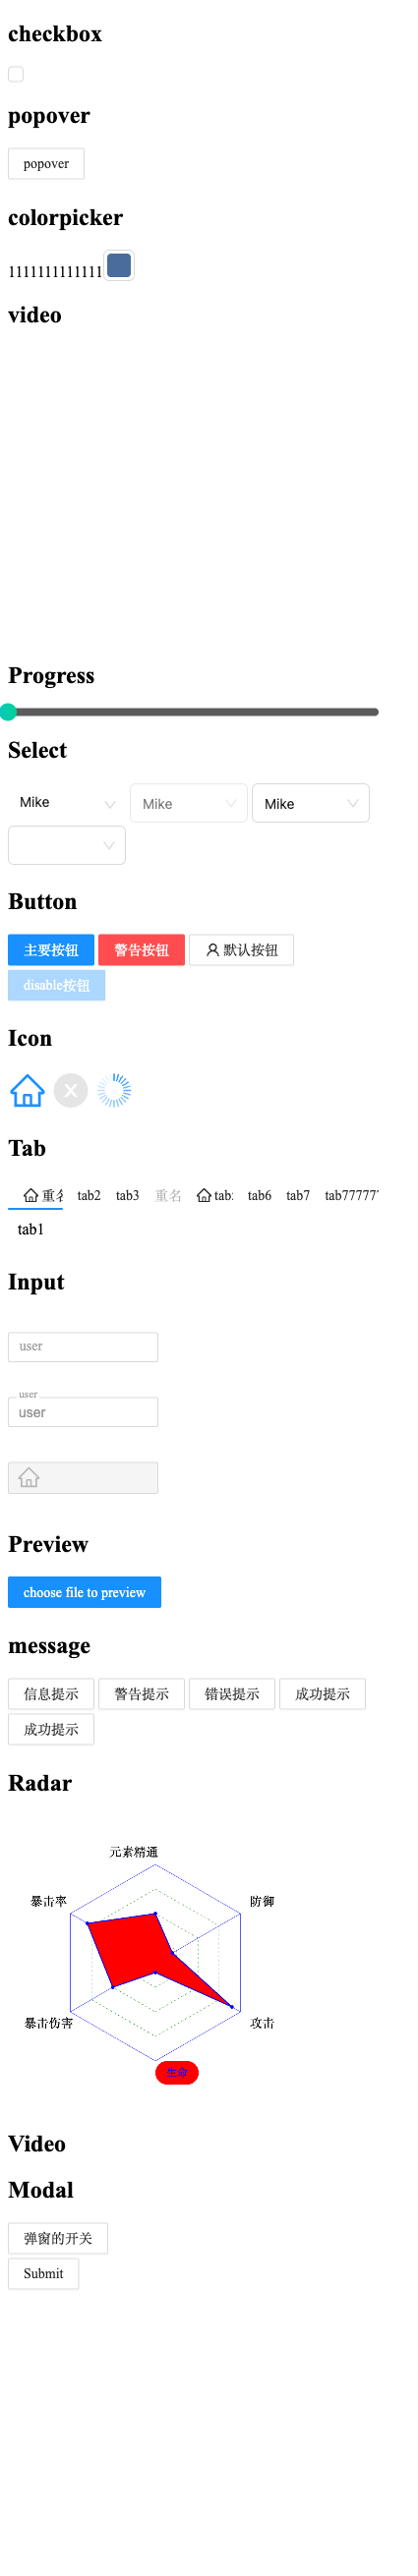 checkbox
popover
popover
colorpicker
1111111111111
video
Progress
Select
Mike Mike Mike
Button
主要按钮 警告按钮 默认按钮
disable按钮
Icon
Tab
重名 tab2 tab3 重名 tab tab6 tab7 tab77777
tab1
Input
user
user
user
Preview
choose file to preview
message
信息提示 警告提示 错误提示 成功提示
成功提示
Radar
元素精通
暴击率 防御
暴击伤害 攻击
生命
Video
Modal
弹窗的开关
Submit